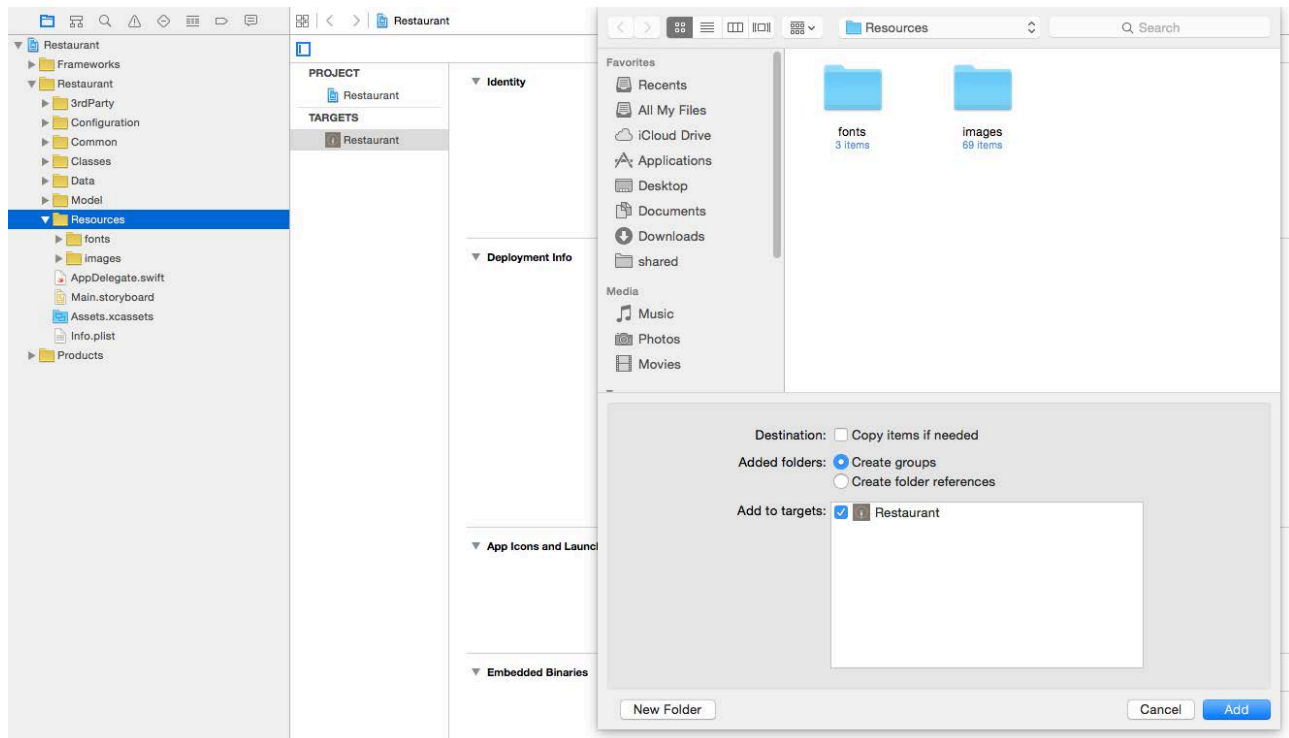 Restaurant
Restaurant
Frameworks
Restaurant
3rdParty
Configuration
Common
Classes
Data
Model
Resources
fonts
images
AppDelegate.swift
Main.storyboard
Assets.xcassets
Info.plist
Products
PROJECT
Restaurant
TARGETS
Restaurant
Identity
Deployment Info
App Icons and Launc
Embedded Binaries
Resources
Search
Favorites
Recents
All My Files
iCloud Drive
Applications
Desktop
Documents
Downloads
shared
Media
Music
Photos
Movies
fonts
3 items
images
69 items
Destination: Copy items if needed
Added folders: Create groups
Create folder references
Add to targets: Restaurant
New Folder
Cancel
Add